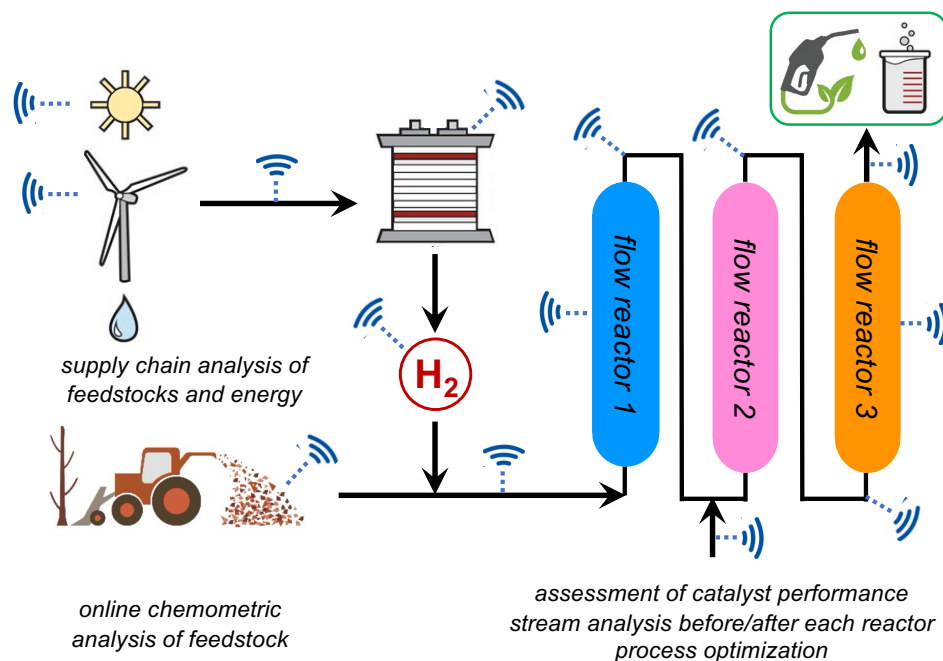 supply chain analysis of
feedstocks and energy
H2
flow reactor 1
flow reactor 2
flow reactor 3
online chemometric
analysis of feedstock
assessment of catalyst performance
stream analysis before/after each reactor
process optimization